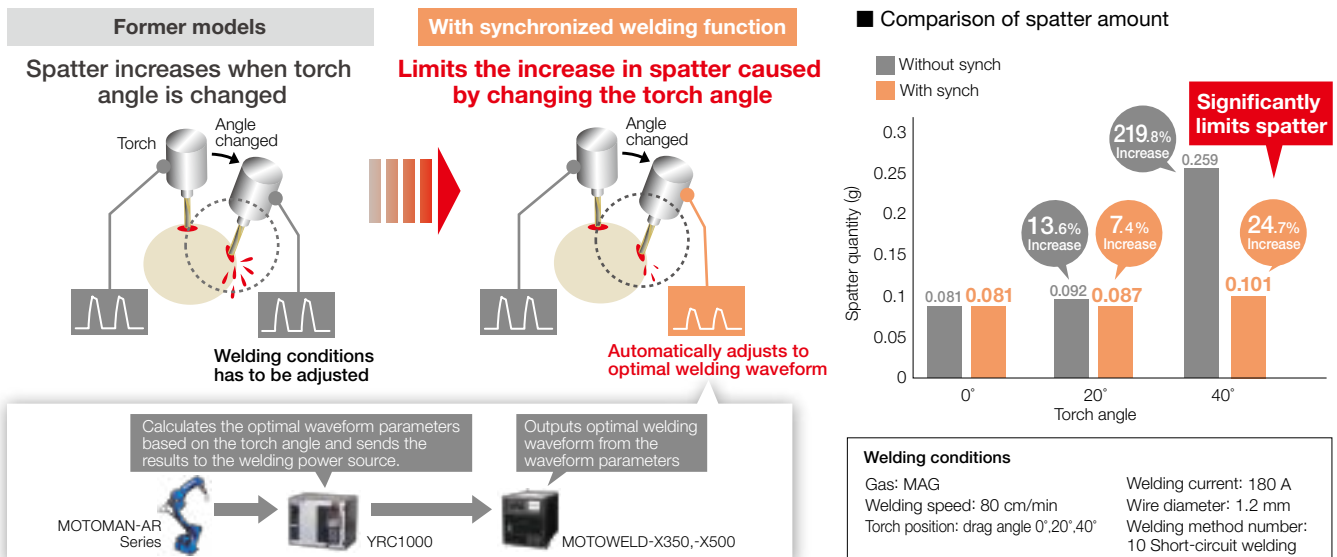 Former models
Spatter increases when torch
angle is changed
Torch
Angle
changed
Welding conditions
has to be adjusted
With synchronized welding function
Limits the increase in spatter caused
by changing the torch angle
Angle
changed
Automatically adjusts to
optimal welding waveform
Calculates the optimal waveform parameters
based on the torch angle and sends the
results to the welding power source.
Outputs optimal welding
waveform from the
waveform parameters
MOTOMAN-AR
Series
YRC1000
MOTOWELD-X350,-X500
■ Comparison of spatter amount
Without synch
With synch
Significantly
limits spatter
Spatter quantity (g)
0.3
0.25
0.2
0.15
0.1
0.05
0
0.081
0.081
13.6%
Increase
0.092
7.4%
Increase
0.087
219.8%
Increase
0.259
24.7%
Increase
0.101
0°
20°
40°
Torch angle
Welding conditions
Gas: MAG
Welding speed: 80 cm/min
Torch position: drag angle 0°,20°,40°
Welding current: 180 A
Wire diameter: 1.2 mm
Welding method number:
10 Short-circuit welding